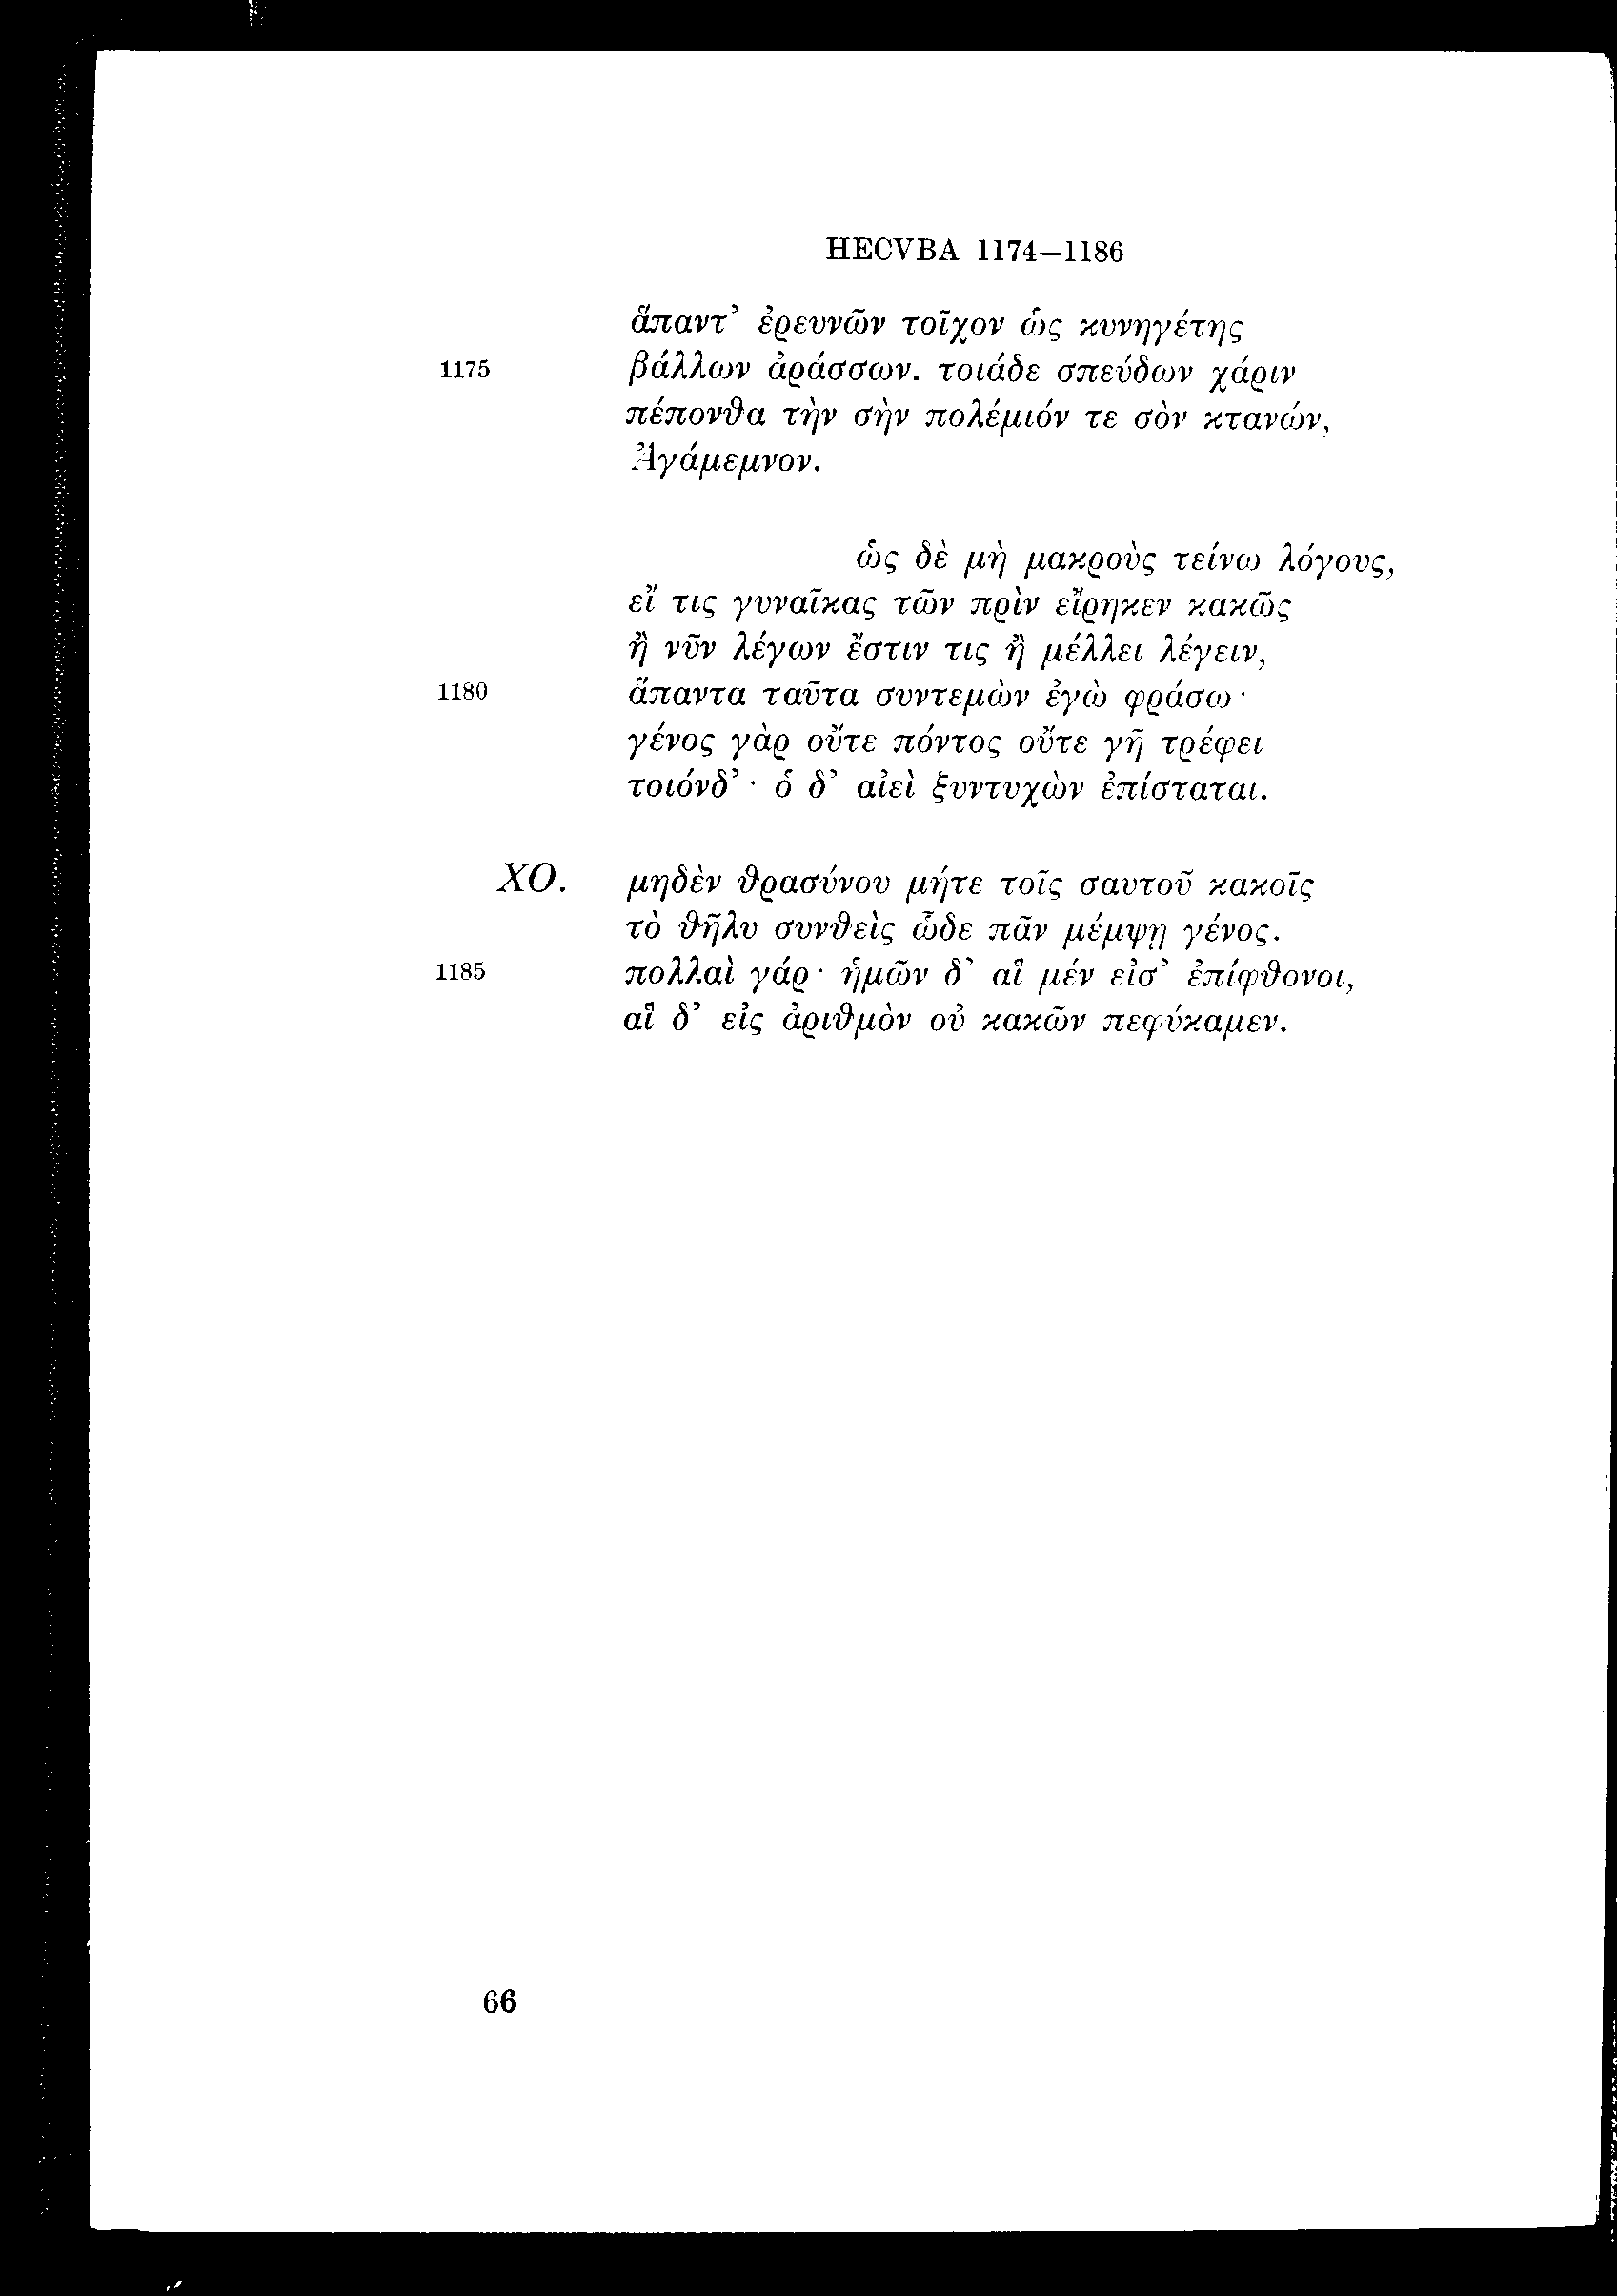 HECVBA 1174–1186
ἅπαντ’ ἐρευνῶν τοῖχον ὡς κυνηγέτης
1175 βάλλων ἀράσσων. τοιάδε σπεύδων χάριν
πέπονθα τὴν σὴν πολέμιόν τε σὸν κτανών,
Ἀγάμεμνον.
ὡς δὲ μὴ μακροὺς τείνω λόγους,
εἴ τις γυναῖκας τῶν πρὶν εἴρηκεν κακῶς
ἢ νῦν λέγων ἔστιν τις ἢ μέλλει λέγειν,
1180 ἅπαντα ταῦτα συντεμὼν ἐγὼ φράσω·
γένος γὰρ οὔτε πόντος οὔτε γῆ τρέφει
τοιόνδ’· ὁ δ’ αἰεὶ ξυντυχὼν ἐπίσταται.
ΧΟ. μηδὲν θρασύνου μήτε τοῖς σαυτοῦ κακοῖς
τὸ θῆλυ συνθεὶς ὧδε πᾶν μέμψῃ γένος.
1185 πολλαὶ γάρ· ἡμῶν δ’ αἳ μέν εἰσ’ ἐπίφθονοι,
αἳ δ’ εἰς ἀριθμὸν οὐ κακῶν πεφύκαμεν.
66